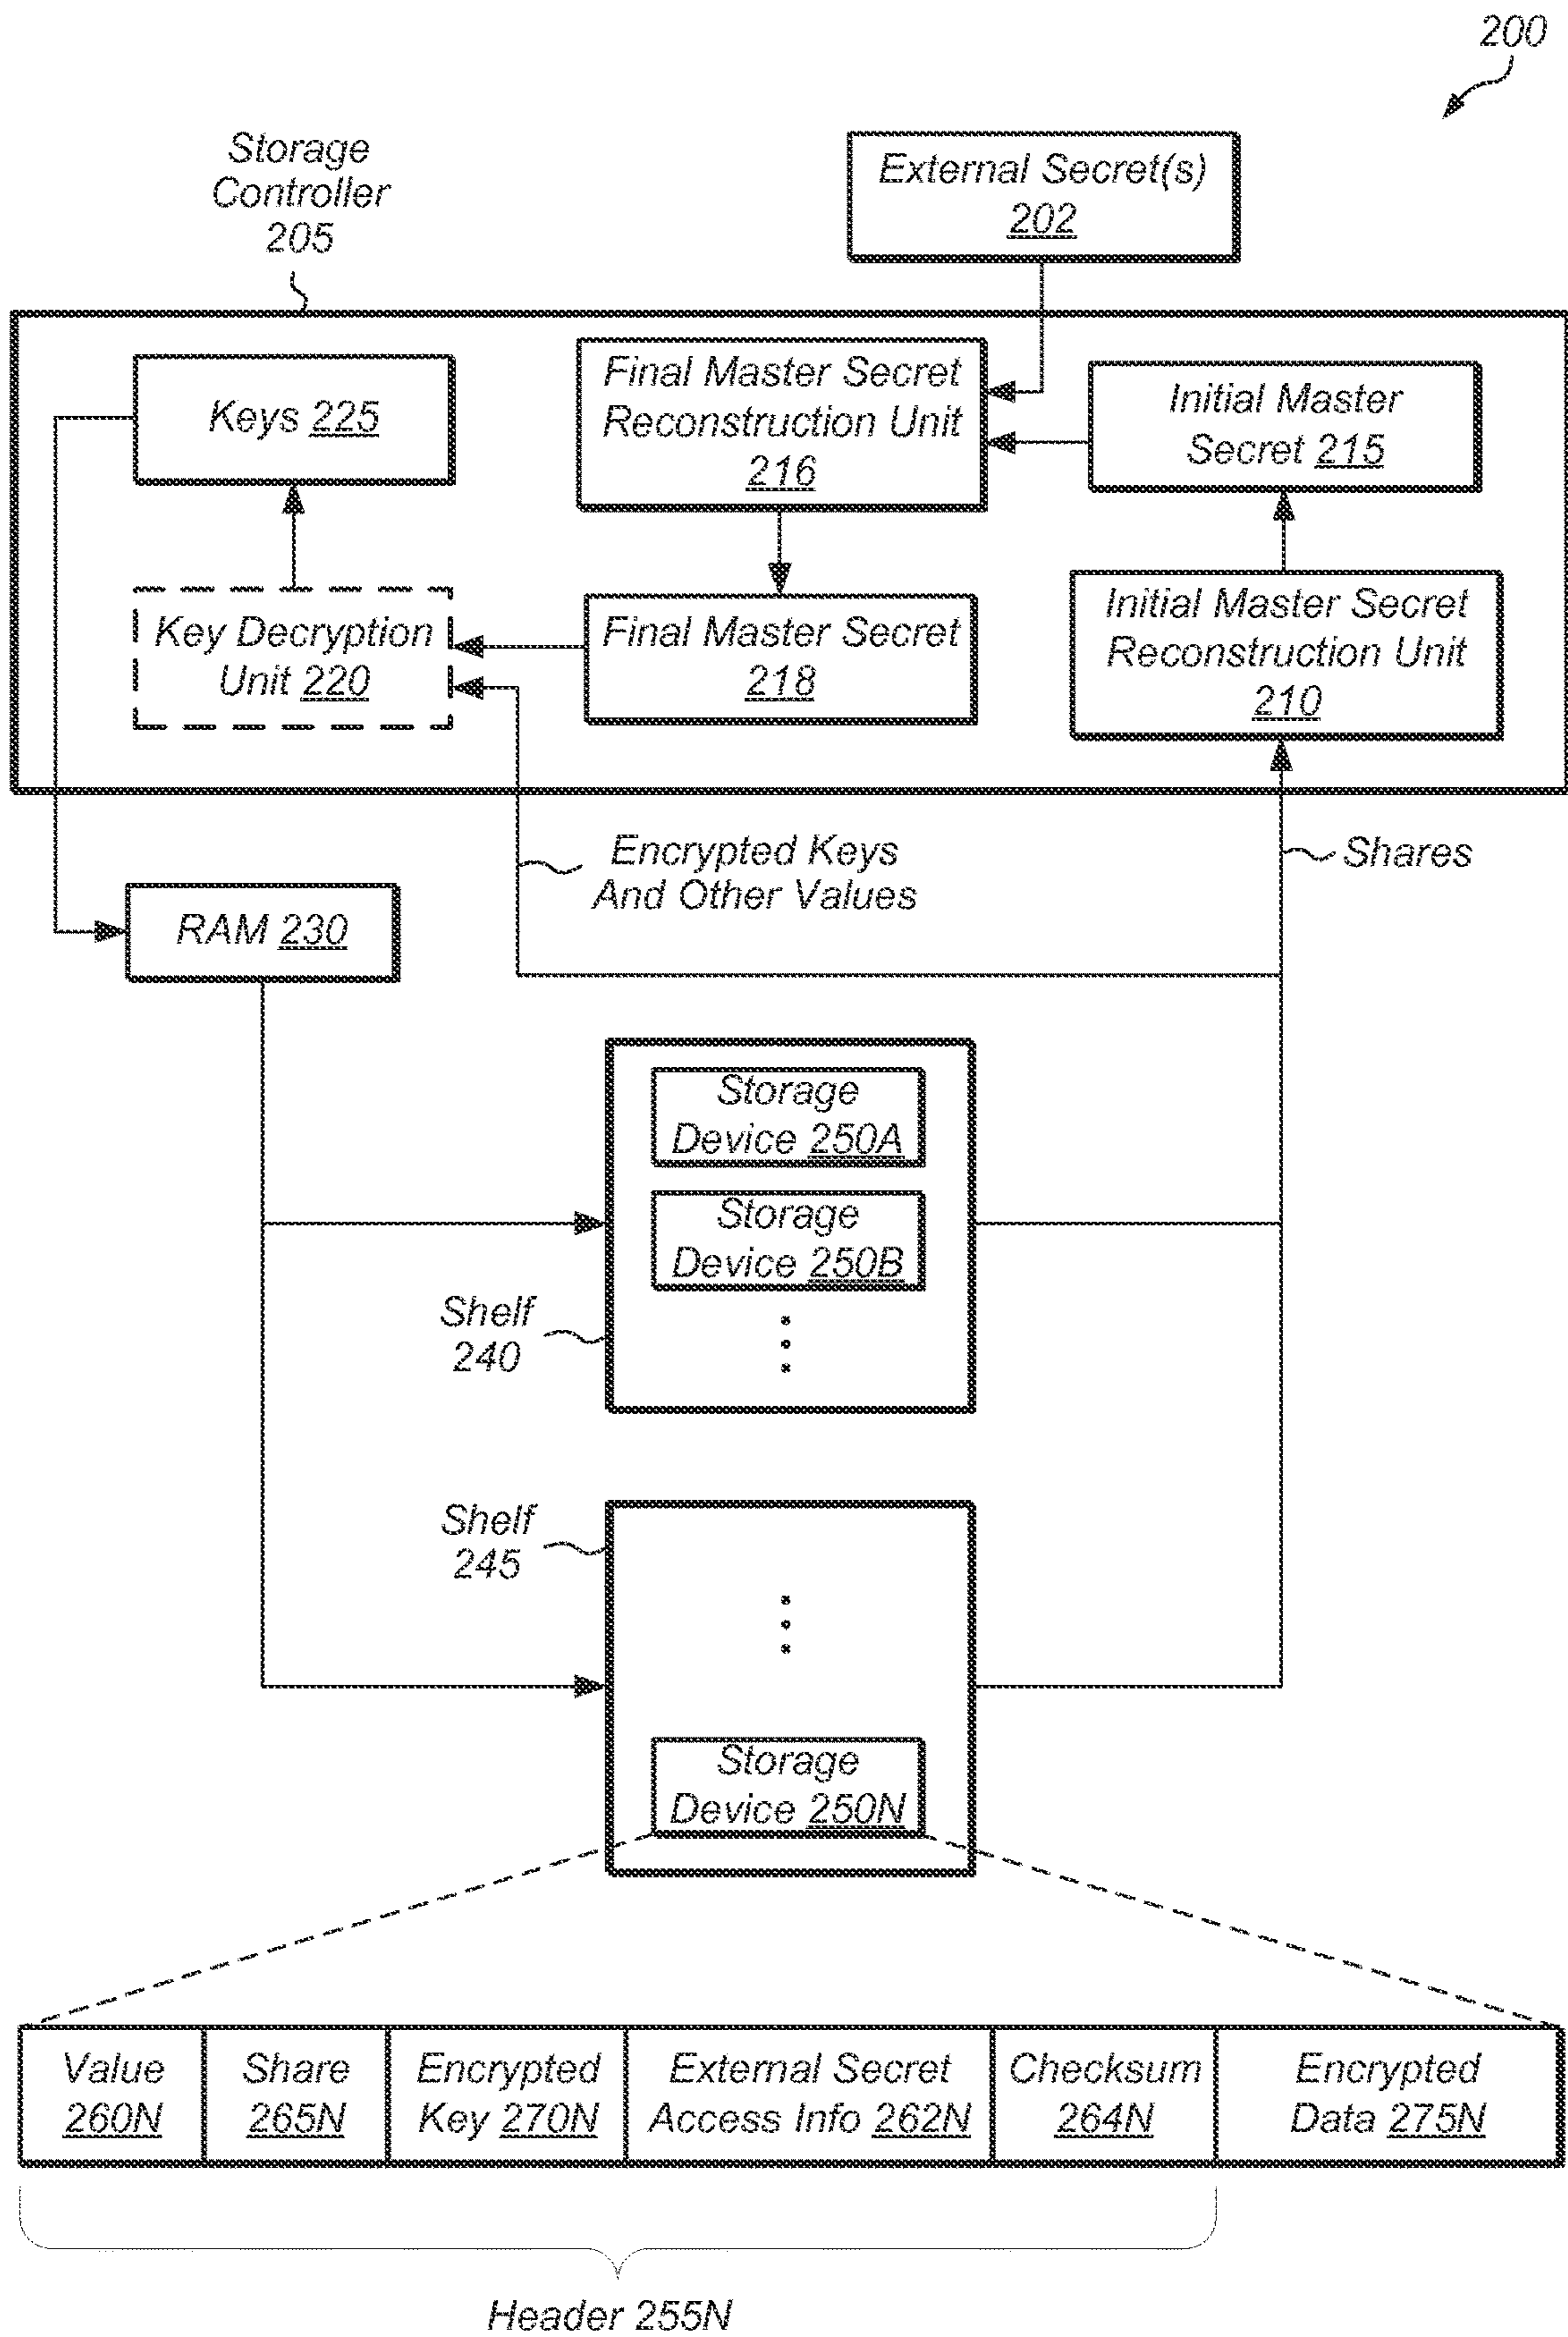 200
Storage
Controller
205
External Secret(s)
202
Keys 225
Final Master Secret
Reconstruction Unit
216
Initial Master
Secret 215
Key Decryption
Unit 220
Final Master Secret
218
Initial Master Secret
Reconstruction Unit
210
Encrypted Keys
And Other Values
Shares
RAM 230
Storage
Device 250A
Storage
Device 250B
Shelf
240
Shelf
245
Storage
Device 250N
Value
260N
Share
265N
Encrypted
Key 270N
External Secret
Access Info 262N
Checksum
264N
Encrypted
Data 275N
Header 255N